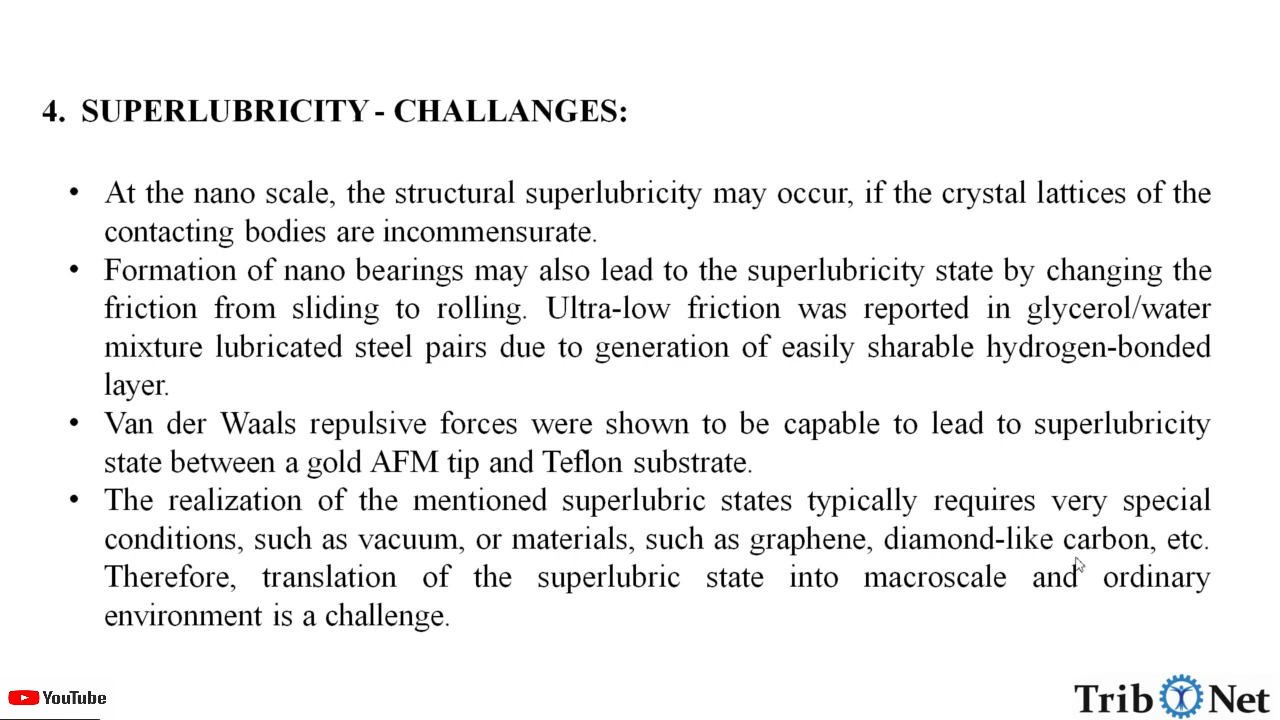 4. SUPERLUBRICITY - CHALLANGES:
• At the nano scale, the structural superlubricity may occur, if the crystal lattices of the
contacting bodies are incommensurate.
• Formation of nano bearings may also lead to the superlubricity state by changing the
friction from sliding to rolling. Ultra-low friction was reported in glycerol/water
mixture lubricated steel pairs due to generation of easily sharable hydrogen-bonded
layer.
• Van der Waals repulsive forces were shown to be capable to lead to superlubricity
state between a gold AFM tip and Teflon substrate.
• The realization of the mentioned superlubric states typically requires very special
conditions, such as vacuum, or materials, such as graphene, diamond-like carbon, etc.
Therefore, translation of the superlubric state into macroscale and ordinary
environment is a challenge.
YouTube
Trib Net